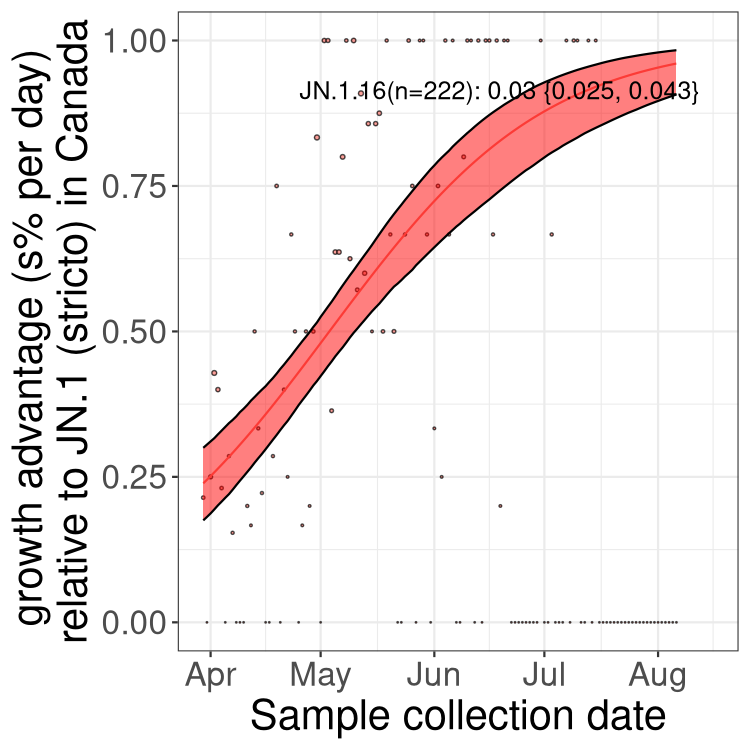 growth advantage (s% per day)
relative to JN.1 (stricto) in Canada
1.00
0.75
0.50
0.25
0.00
JN.1.16(n=222): 0.03 {0.025, 0.043}
Apr May Jun Jul Aug
Sample collection date